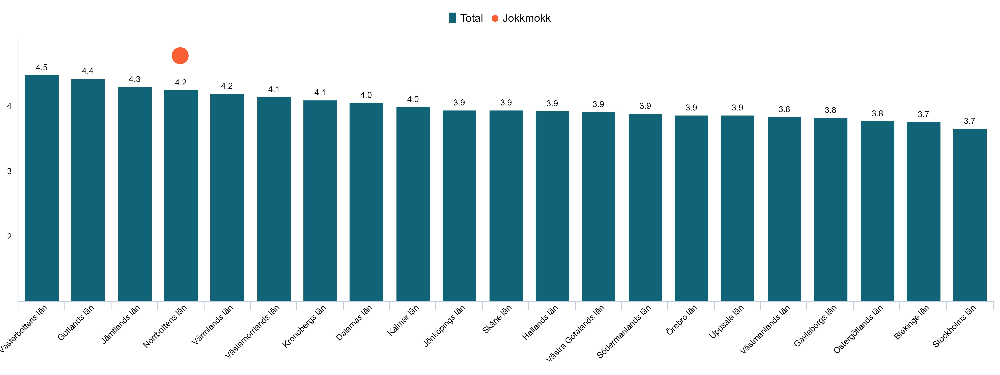 Total Jokkmokk
4.5 4.4 4.3 4.2 4.2 4.1 4.1 4.0 4.0 3.9 3.9 3.9 3.9 3.9 3.9 3.9 3.8 3.8 3.8 3.7 3.7
4
3
2
Västerbottens län
Gotlands län
Jämtlands län
Norrbottens län
Värmlands län
Västernorrlands län
Kronobergs län
Dalarnas län
Kalmar län
Jönköpings län
Skåne län
Hallands län
Västra Götalands län
Södermanlands län
Örebro län
Uppsala län
Västmanlands län
Gävleborgs län
Östergötlands län
Blekinge län
Stockholms län